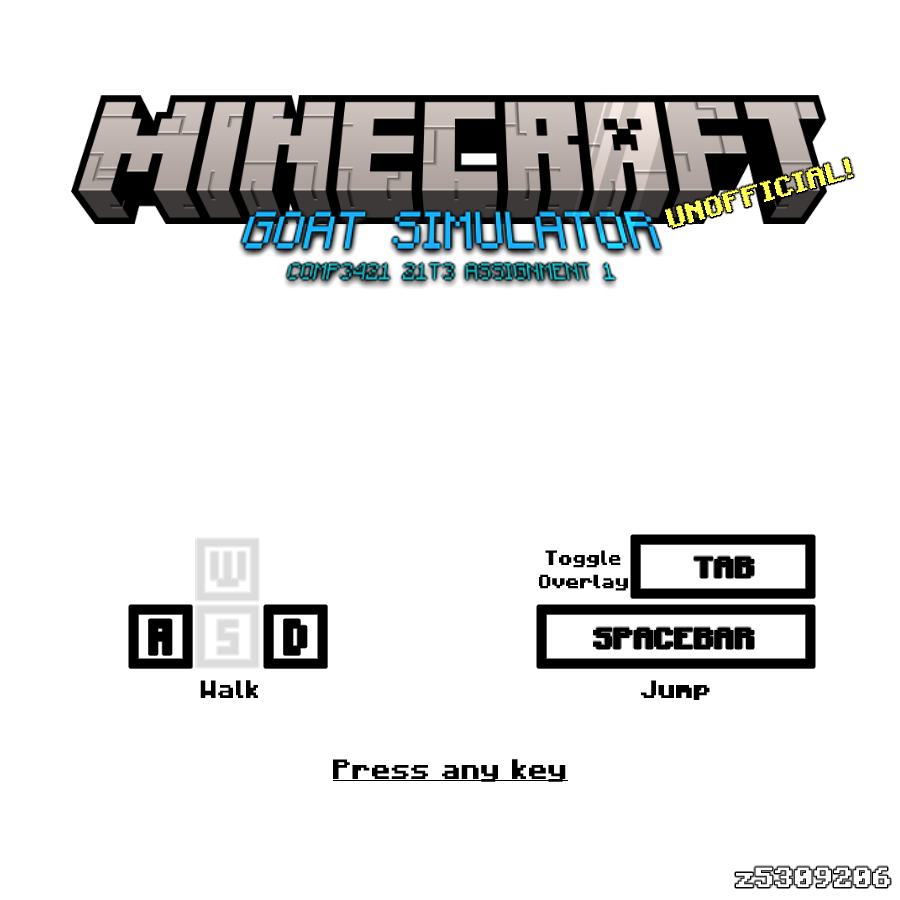 MINECRAFT
UNOFFICIAL!
GOAT SIMULATOR
COMP3421 21T3 ASSIGNMENT 1
W
Toggle
Overlay
TAB
A S D
SPACEBAR
Walk
Jump
Press any key
z5309206